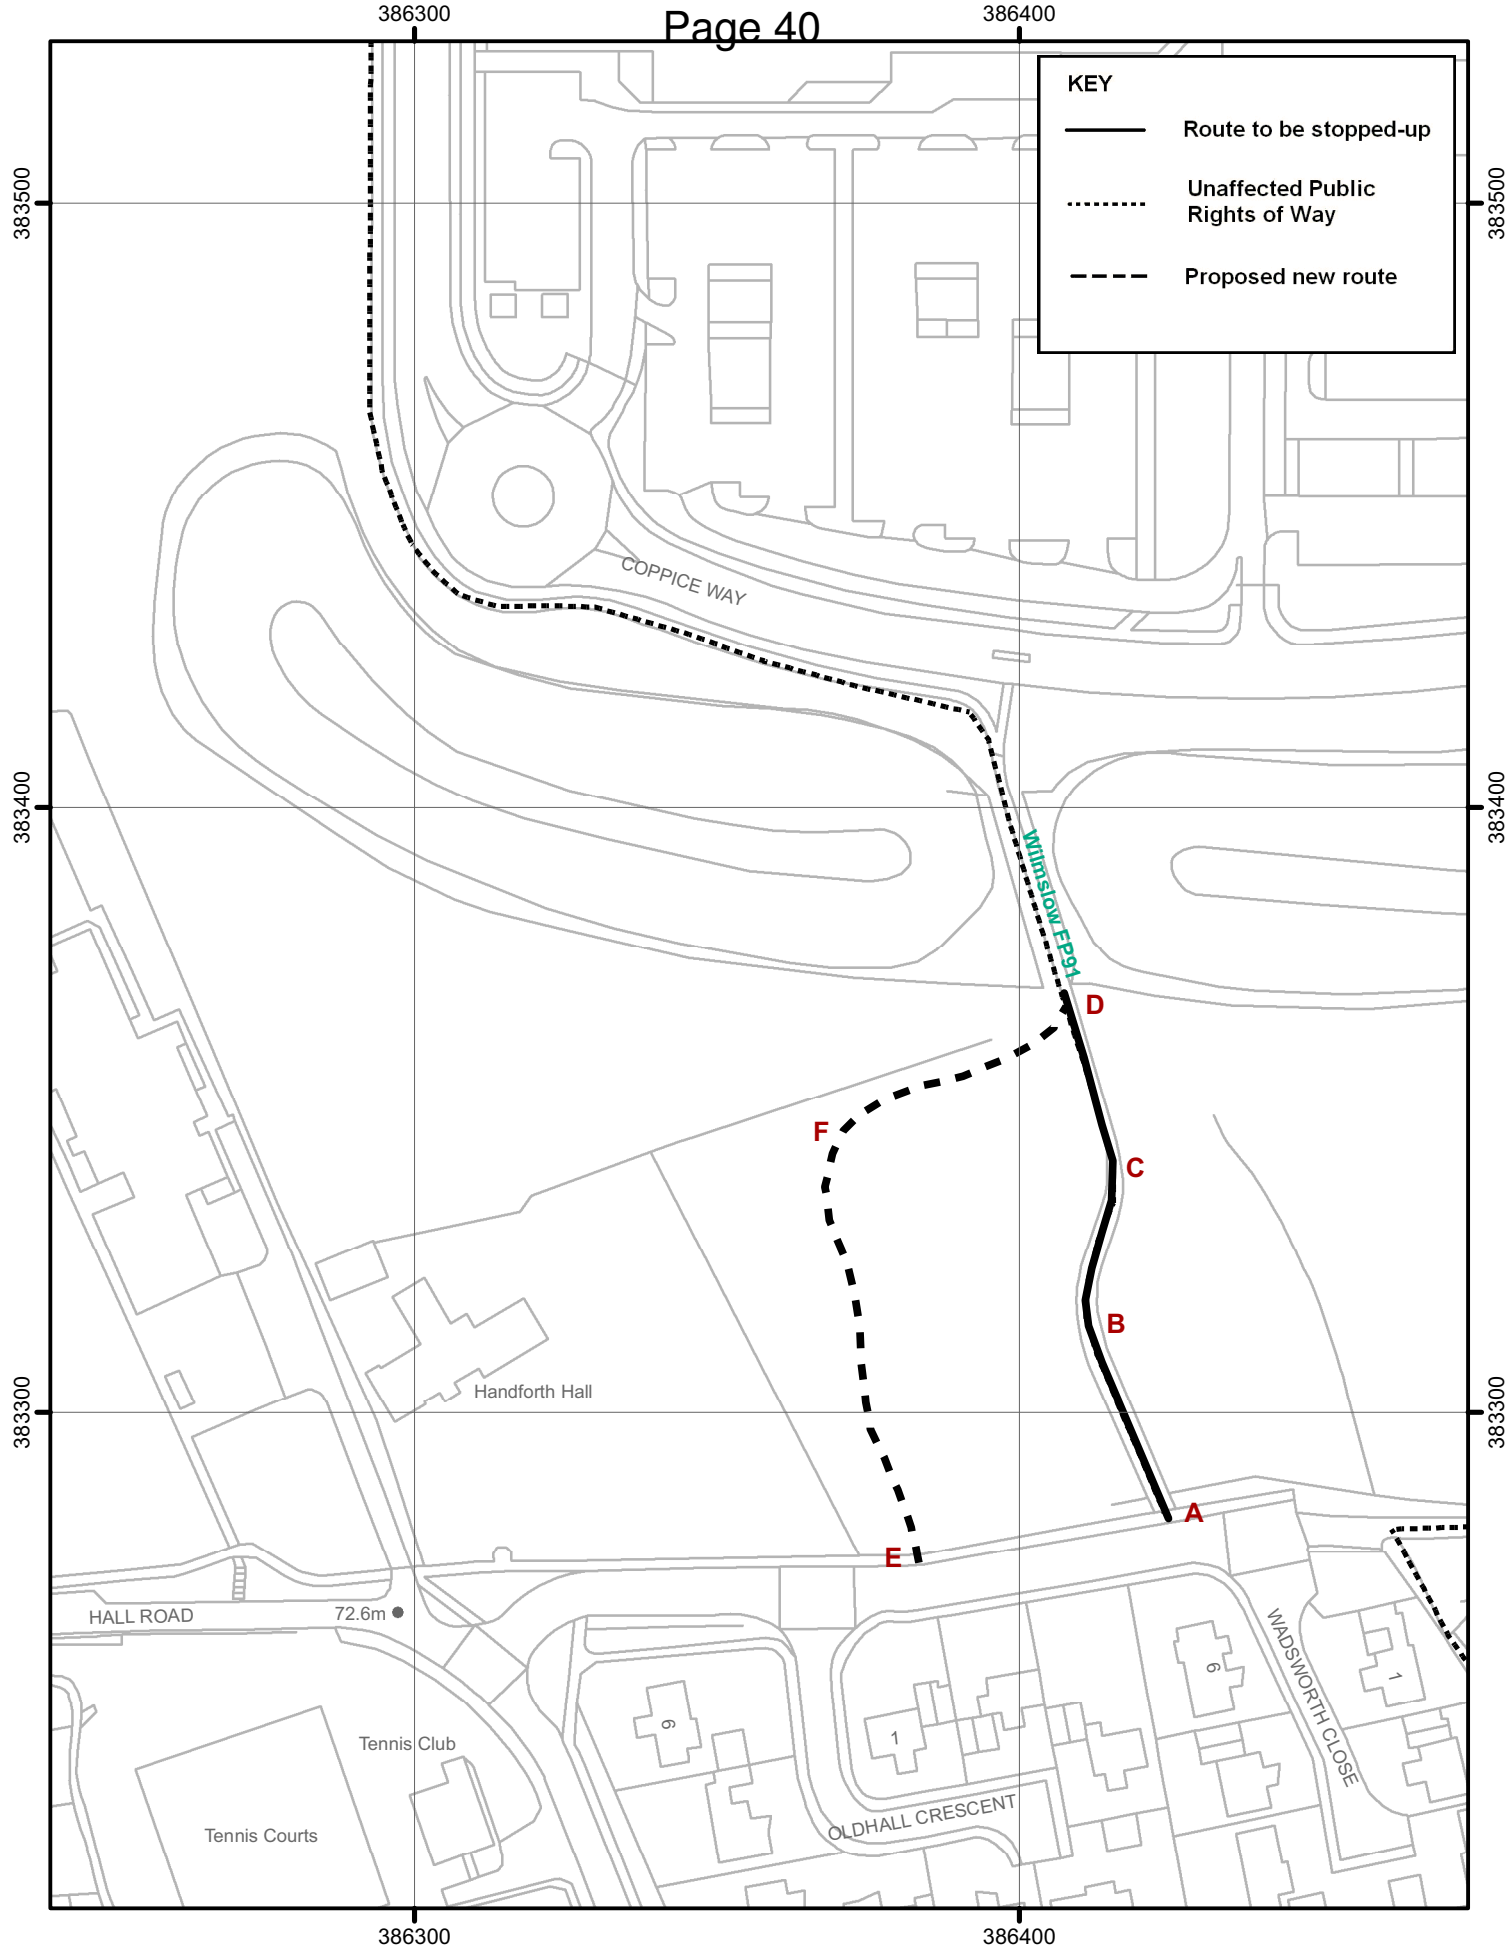 Page 40
386300
386400
KEY
Route to be stopped-up
Unaffected Public
Rights of Way
Proposed new route
383500
383500
COPPICE WAY
383400
383400
Wilmslow FP91
D
F
C
B
Handforth Hall
383300
383300
A
E
HALL ROAD
72.6m
WADSWORTH CLOSE
6
1
6
1
Tennis Club
OLDHALL CRESCENT
Tennis Courts
386300
386400